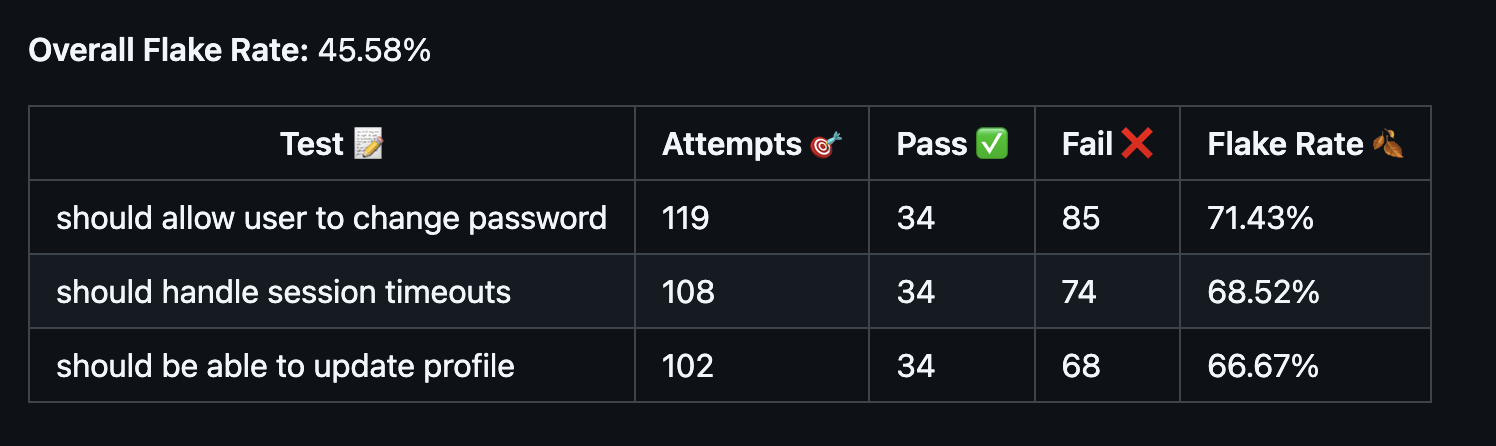 Overall Flake Rate: 45.58%
Test 📝 Attempts 🎯 Pass ✅ Fail ❌ Flake Rate 🍂
should allow user to change password 119 34 85 71.43%
should handle session timeouts 108 34 74 68.52%
should be able to update profile 102 34 68 66.67%